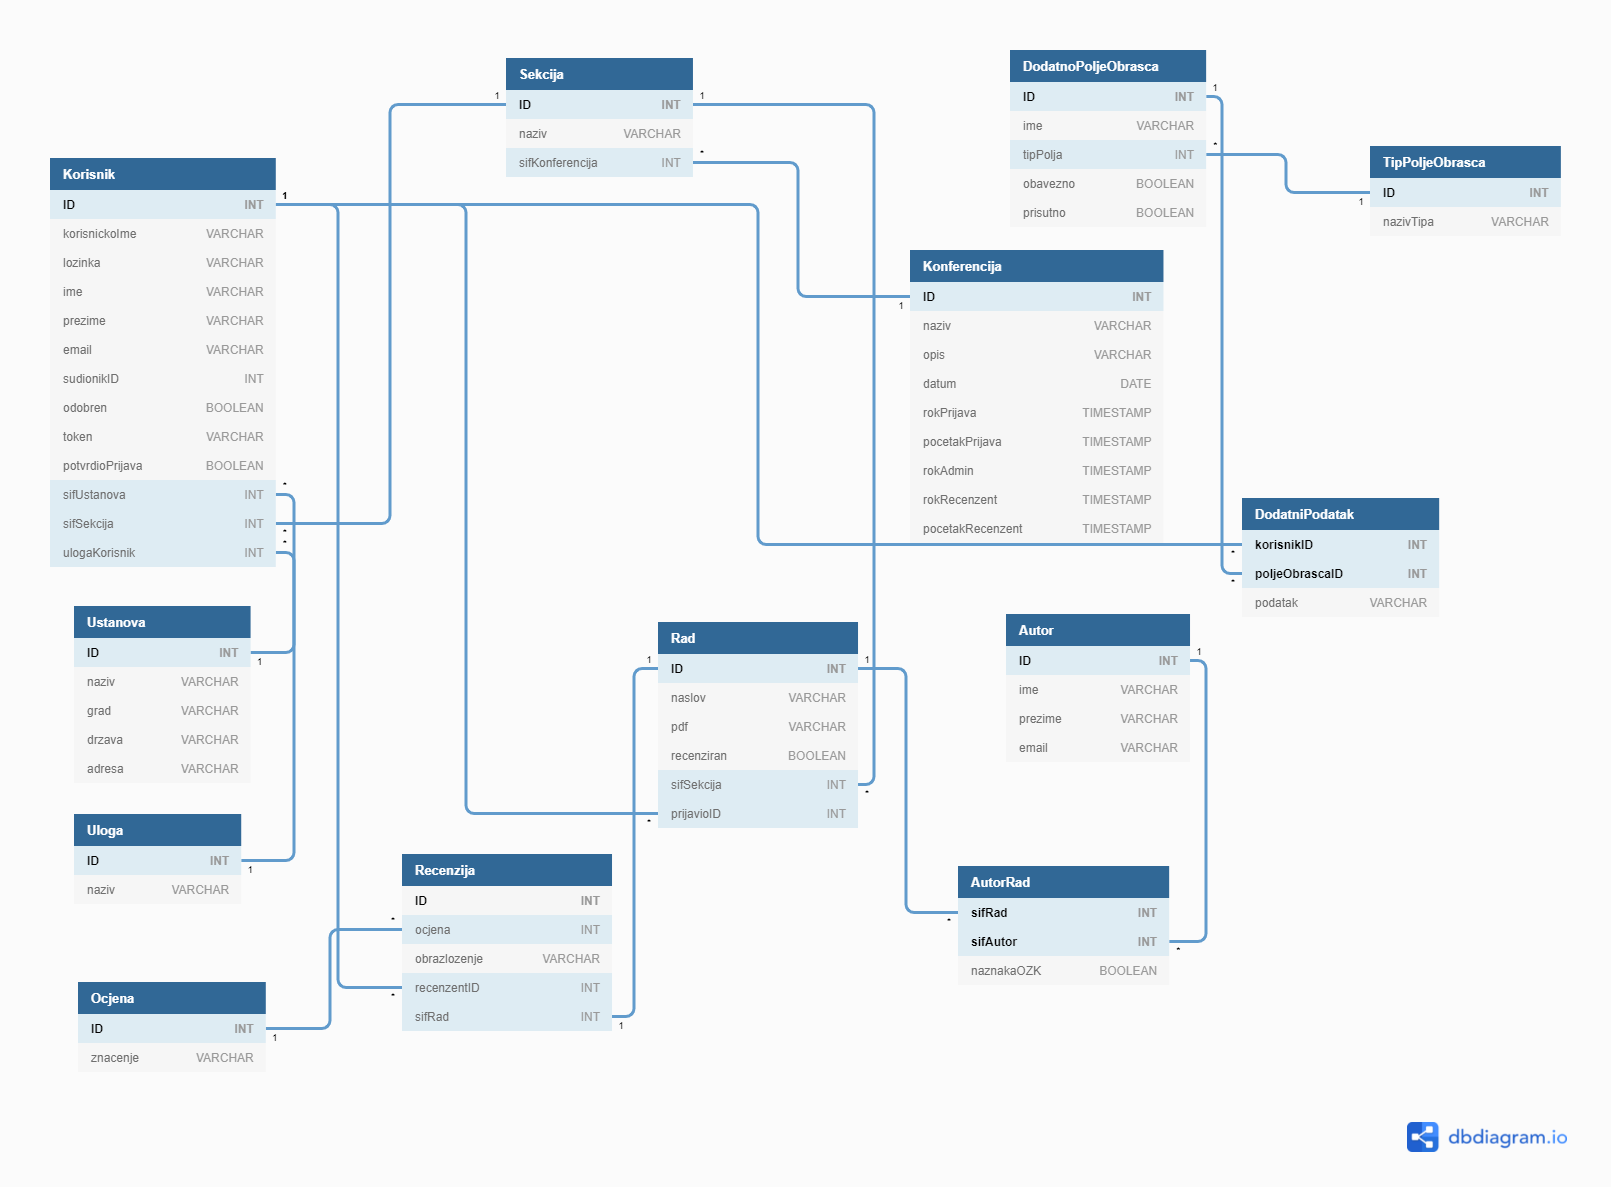 Sekcija
1 ID INT 1
naziv VARCHAR
sifKonferencija INT *
DodatnoPoljeObrasca
ID INT 1
ime VARCHAR
tipPolja INT *
obavezno BOOLEAN
prisutno BOOLEAN
TipPoljeObrasca
1 ID INT
nazivTipa VARCHAR
Korisnik
ID INT 1
korisnickoIme VARCHAR
lozinka VARCHAR
ime VARCHAR
prezime VARCHAR
email VARCHAR
sudionikID INT
odobren BOOLEAN
token VARCHAR
potvrdioPrijava BOOLEAN
sifUstanova INT *
sifSekcija INT *
ulogaKorisnik INT *
Konferencija
1 ID INT
naziv VARCHAR
opis VARCHAR
datum DATE
rokPrijava TIMESTAMP
pocetakPrijava TIMESTAMP
rokAdmin TIMESTAMP
rokRecenzent TIMESTAMP
pocetakRecenzent TIMESTAMP
DodatniPodatak
* korisnikID INT
* poljeObrascaID INT
podatak VARCHAR
Ustanova
ID INT 1
naziv VARCHAR
grad VARCHAR
drzava VARCHAR
adresa VARCHAR
Rad
1 ID INT 1
naslov VARCHAR
pdf VARCHAR
recenziran BOOLEAN
sifSekcija INT *
* prijavioID INT
Autor
ID INT 1
ime VARCHAR
prezime VARCHAR
email VARCHAR
Uloga
ID INT 1
naziv VARCHAR
Recenzija
ID INT
* ocjena INT
obrazlozenje VARCHAR
* recenzentID INT
sifRad INT 1
AutorRad
* sifRad INT
sifAutor INT *
naznakaOZK BOOLEAN
Ocjena
ID INT 1
znacenje VARCHAR
dbdiagram.io